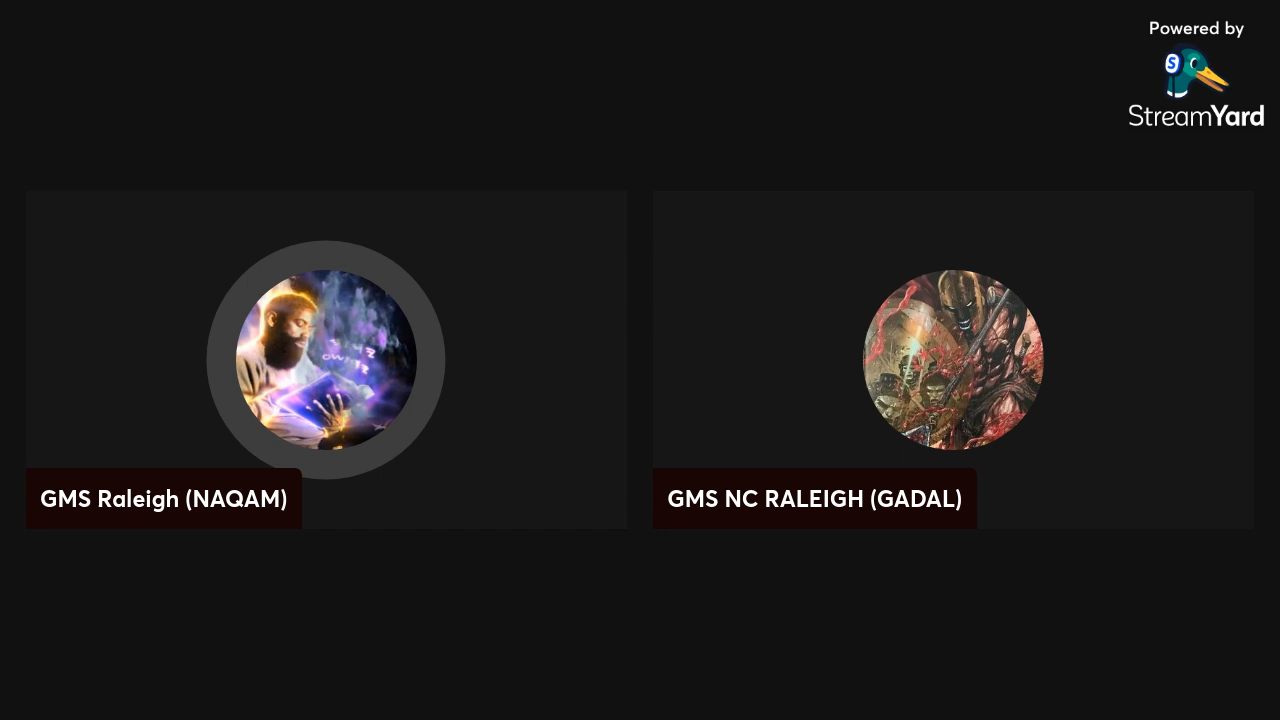 Powered by
StreamYard
GMS Raleigh (NAQAM)
GMS NC RALEIGH (GADAL)